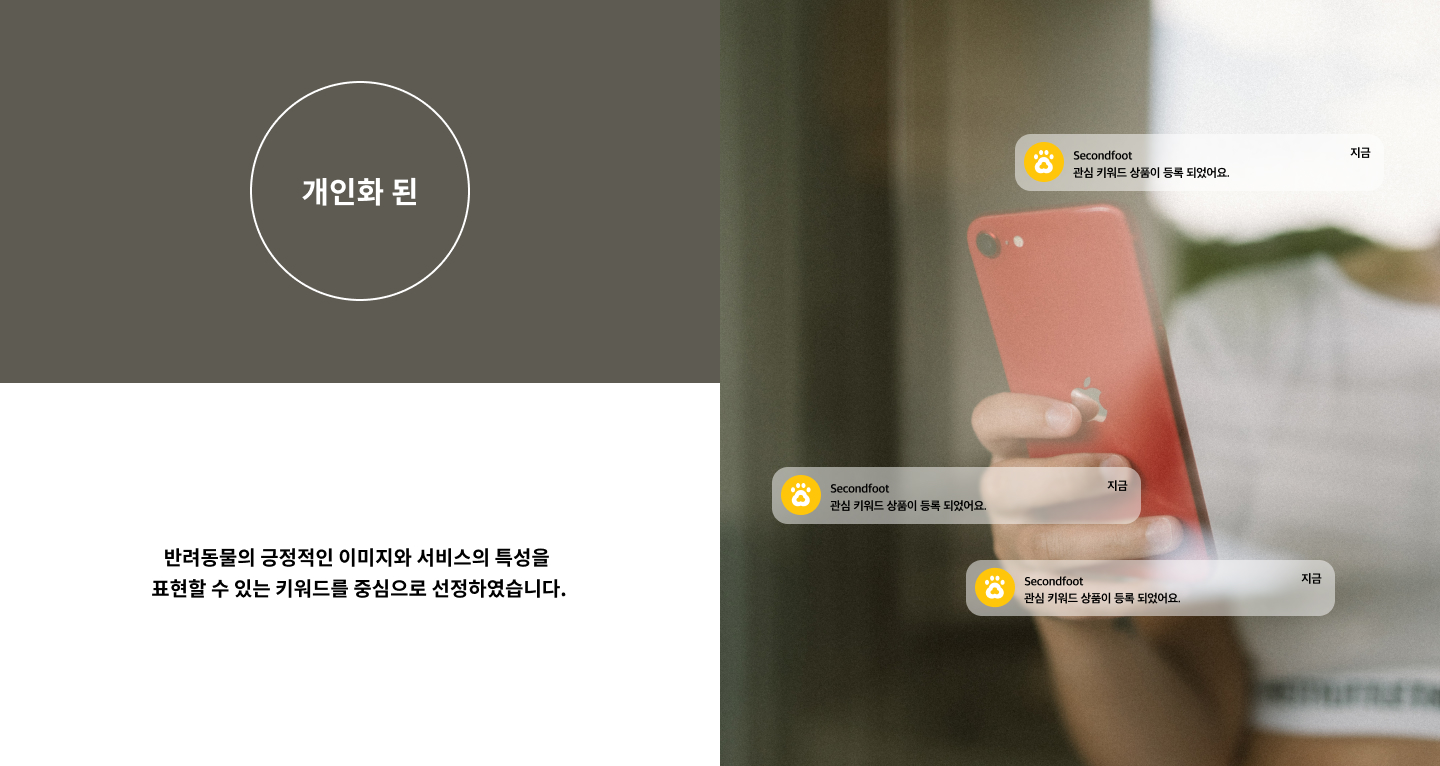 개인화 된
반려동물의 긍정적인 이미지와 서비스의 특성을
표현할 수 있는 키워드를 중심으로 선정하였습니다.
Secondfoot
지금
관심 키워드 상품이 등록 되었어요.
Secondfoot
지금
관심 키워드 상품이 등록 되었어요.
Secondfoot
지금
관심 키워드 상품이 등록 되었어요.